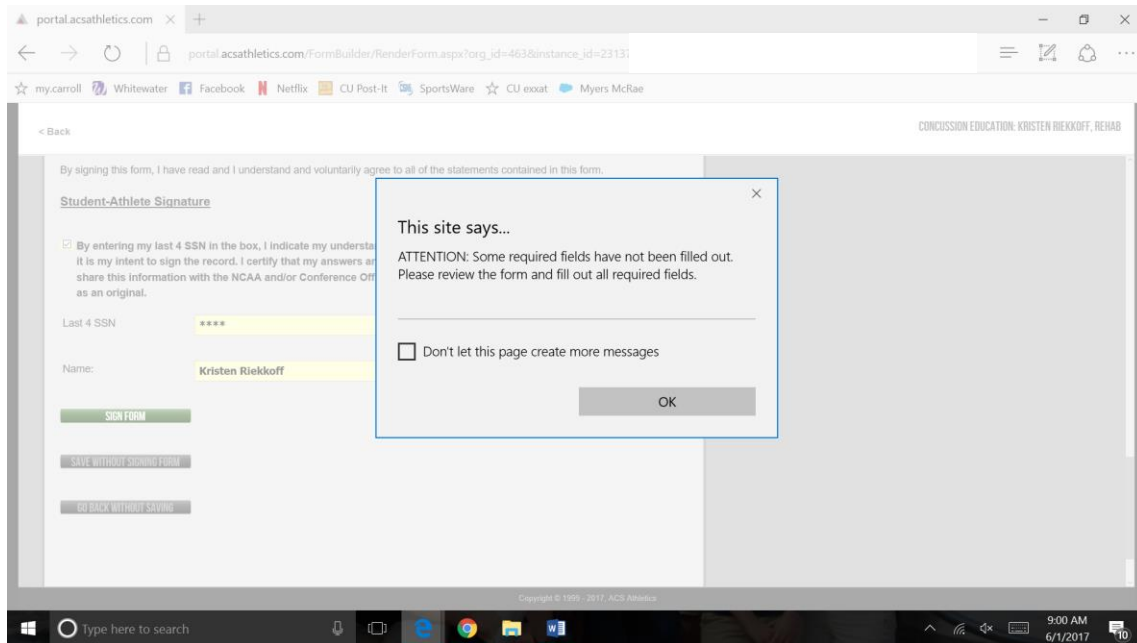 portal.acsathletics.com
portal.acsathletics.com/FormBuilder/RenderForm.aspx?org_id=463&instance_id=2313
my.carroll Whitewater Facebook Netflix CU Post-It SportsWare CU exxat Myers McRae
< Back
CONCUSSION EDUCATION: KRISTEN RIEKKOFF, REHAB
By signing this form, I have read and I understand and voluntarily agree to all of the statements contained in this form.
Student-Athlete Signature
By entering my last 4 SSN in the box, I indicate my understa
it is my intent to sign the record. I certify that my answers ar
share this information with the NCAA and/or Conference Off
as an original.
Last 4 SSN ****
Name: Kristen Riekkoff
SIGN FORM
SAVE WITHOUT SIGNING FORM
GO BACK WITHOUT SAVING
This site says...
ATTENTION: Some required fields have not been filled out.
Please review the form and fill out all required fields.
Don't let this page create more messages
OK
Copyright © 1999 - 2017, ACS Athletics
Type here to search
9:00 AM
6/1/2017
10